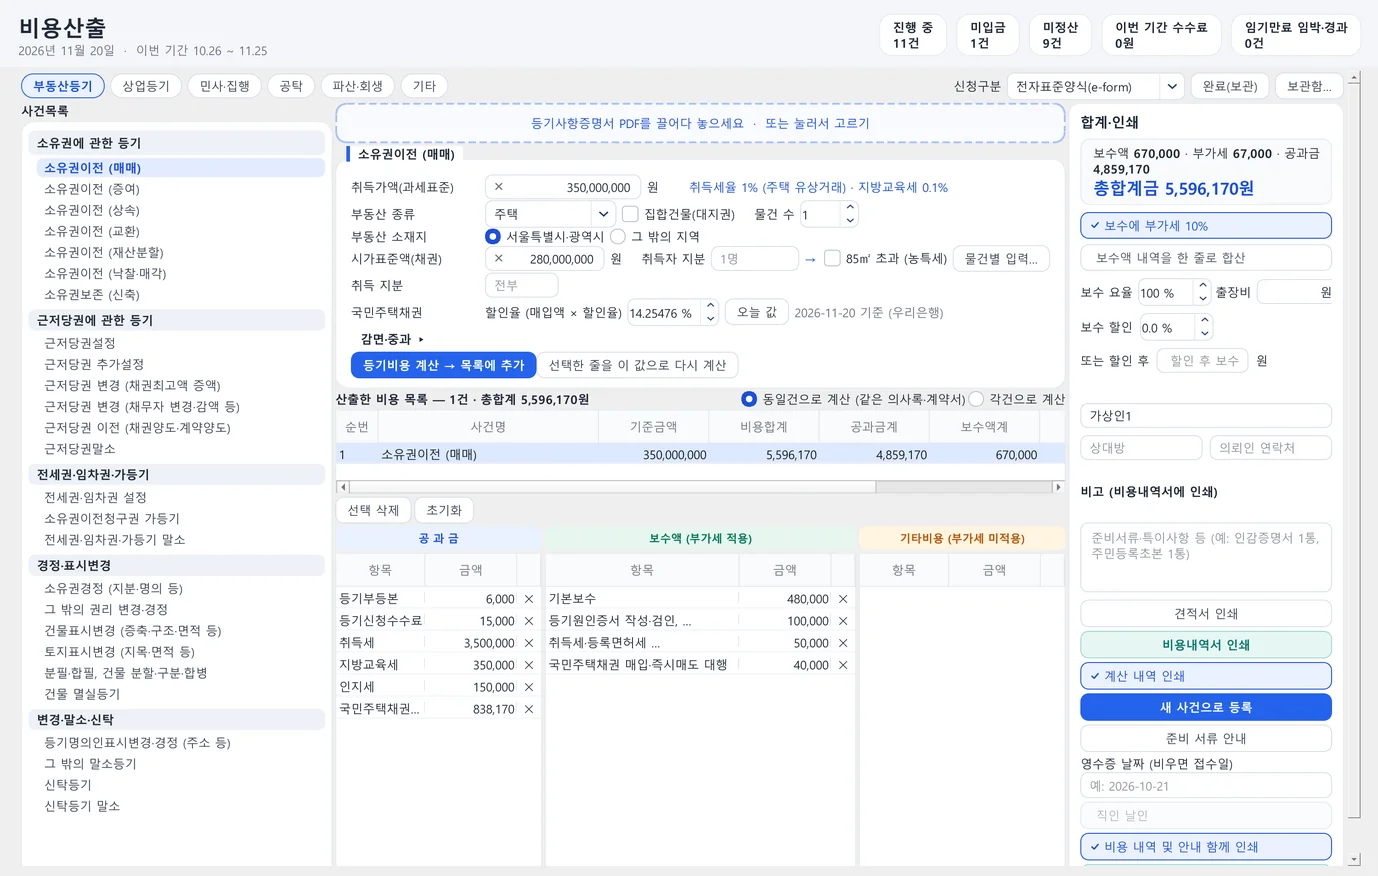 비용산출
2026년 11월 20일 · 이번 기간 10.26 ~ 11.25
진행 중
11건
미입금
1건
미정산
9건
이번 기간 수수료
0원
임기만료 임박·경과
0건
부동산등기
상업등기
민사·집행
공탁
파산·회생
기타
신청구분
전자표준양식(e-form)
완료(보관)
보관함...
사건목록
소유권에 관한 등기
소유권이전 (매매)
소유권이전 (증여)
소유권이전 (상속)
소유권이전 (교환)
소유권이전 (재산분할)
소유권이전 (낙찰·매각)
소유권보존 (신축)
근저당권에 관한 등기
근저당권설정
근저당권 추가설정
근저당권 변경 (채권최고액 증액)
근저당권 변경 (채무자 변경·감액 등)
근저당권 이전 (채권양도·계약양도)
근저당권말소
전세권·임차권·가등기
전세권·임차권 설정
소유권이전청구권 가등기
전세권·임차권·가등기 말소
경정·표시변경
소유권경정 (지분·명의 등)
그 밖의 권리 변경·경정
건물표시변경 (증축·구조·면적 등)
토지표시변경 (지목·면적 등)
분필·합필, 건물 분할·구분·합병
건물 멸실등기
변경·말소·신탁
등기명의인표시변경·경정 (주소 등)
그 밖의 말소등기
신탁등기
신탁등기 말소
등기사항증명서 PDF를 끌어다 놓으세요 · 또는 눌러서 고르기
소유권이전 (매매)
취득가액(과세표준) × 350,000,000 원 취득세율 1% (주택 유상거래) · 지방교육세 0.1%
부동산 종류 주택 집합건물(대지권) 물건 수 1
부동산 소재지 서울특별시·광역시 그 밖의 지역
시가표준액(채권) × 280,000,000 원 취득자 지분 1명 → 85㎡ 초과 (농특세) 물건별 입력...
취득 지분 전부
국민주택채권 할인율 (매입액 × 할인율) 14.25476 % 오늘 값 2026-11-20 기준 (우리은행)
감면·중과 ▸
등기비용 계산 → 목록에 추가
선택한 줄을 이 값으로 다시 계산
산출한 비용 목록 — 1건 · 총합계 5,596,170원
동일건으로 계산 (같은 의사록·계약서) 각건으로 계산
순번 사건명 기준금액 비용합계 공과금계 보수액계
1 소유권이전 (매매) 350,000,000 5,596,170 4,859,170 670,000
선택 삭제
초기화
공 과 금
항목 금액
등기부등본 6,000 ×
등기신청수수료 15,000 ×
취득세 3,500,000 ×
지방교육세 350,000 ×
인지세 150,000 ×
국민주택채권... 838,170 ×
보수액 (부가세 적용)
항목 금액
기본보수 480,000 ×
등기원인증서 작성·검인, ... 100,000 ×
취득세·등록면허세 ... 50,000 ×
국민주택채권 매입·즉시매도 대행 40,000 ×
기타비용 (부가세 미적용)
항목 금액
합계·인쇄
보수액 670,000 · 부가세 67,000 · 공과금
4,859,170
총합계금 5,596,170원
✓ 보수에 부가세 10%
보수액 내역을 한 줄로 합산
보수 요율 100 % 출장비 원
보수 할인 0.0 %
또는 할인 후 할인 후 보수 원
가상인1
상대방
의뢰인 연락처
비고 (비용내역서에 인쇄)
준비서류·특이사항 등 (예: 인감증명서 1통,
주민등록초본 1통)
견적서 인쇄
비용내역서 인쇄
✓ 계산 내역 인쇄
새 사건으로 등록
준비 서류 안내
영수증 날짜 (비우면 접수일)
예: 2026-10-21
직인 날인
✓ 비용 내역 및 안내 함께 인쇄